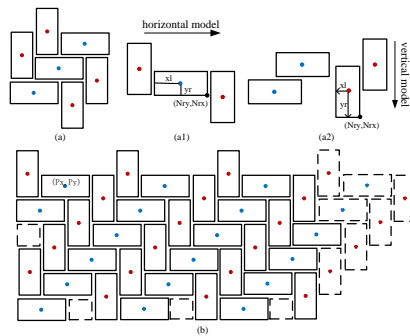 horizontal model
vertical model
xl
yr
(Nry,Nrx)
xl
yr
(Nry,Nrx)
(a)
(a1)
(a2)
(px, py)
(b)